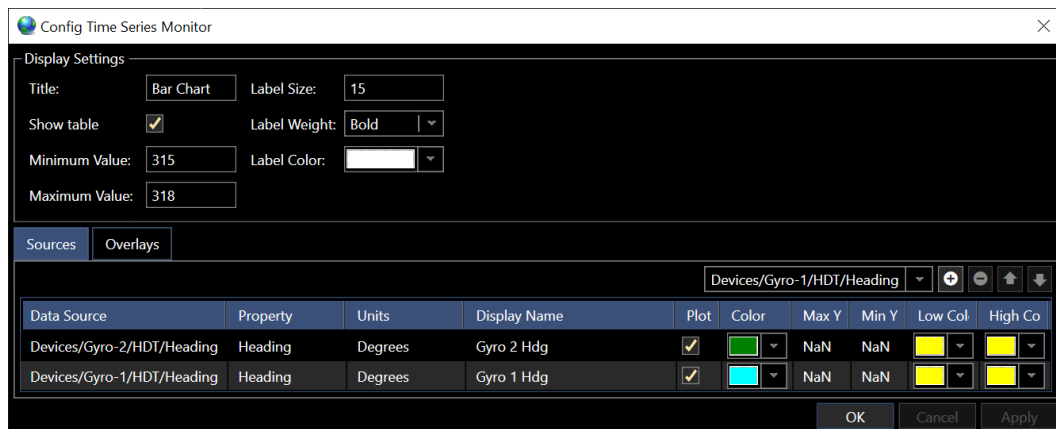 Config Time Series Monitor
Display Settings
Title: Bar Chart Label Size: 15
Show table Label Weight: Bold
Minimum Value: 315 Label Color:
Maximum Value: 318
Sources Overlays
Devices/Gyro-1/HDT/Heading
Data Source Property Units Display Name Plot Color Max Y Min Y Low Col High Co
Devices/Gyro-2/HDT/Heading Heading Degrees Gyro 2 Hdg NaN NaN
Devices/Gyro-1/HDT/Heading Heading Degrees Gyro 1 Hdg NaN NaN
OK Cancel Apply